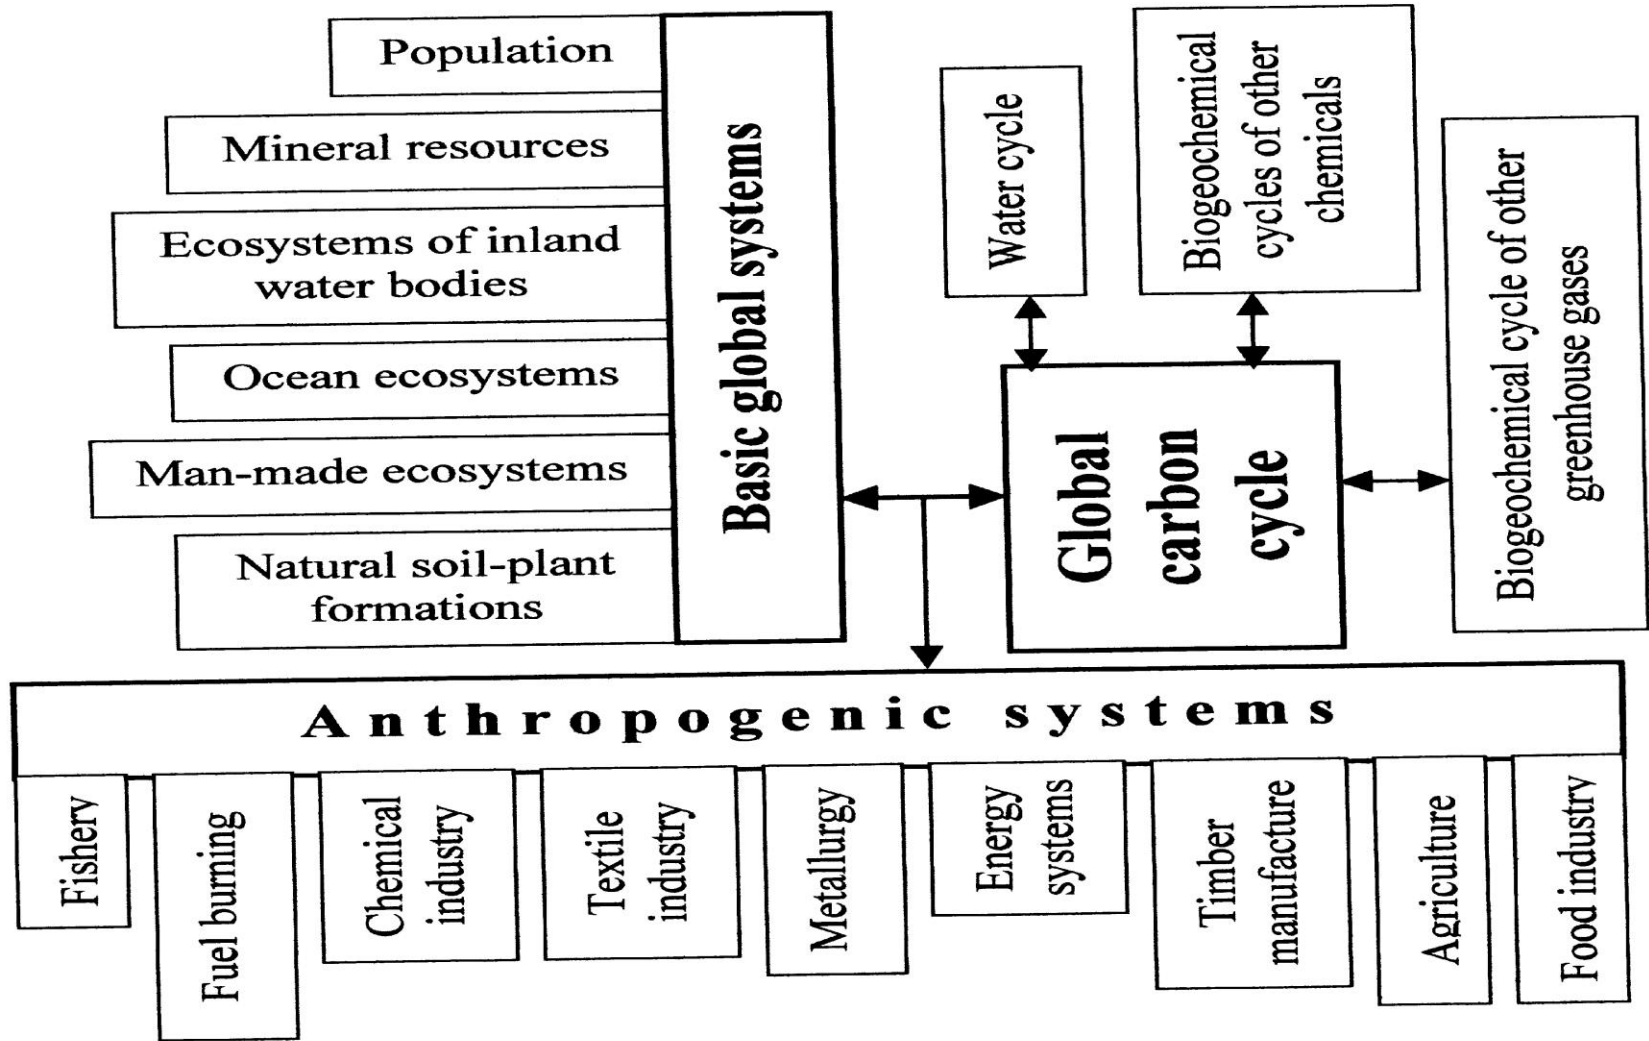 Population
Mineral resources
Ecosystems of inland
water bodies
Ocean ecosystems
Man-made ecosystems
Natural soil-plant
formations
Basic global systems
Water cycle
Biogeochemical
cycles of other
chemicals
Biogeochemical cycle of other
greenhouse gases
Global
carbon
cycle
Anthropogenic systems
Fishery
Fuel burning
Chemical
industry
Textile
industry
Metallurgy
Energy
systems
Timber
manufacture
Agriculture
Food industry